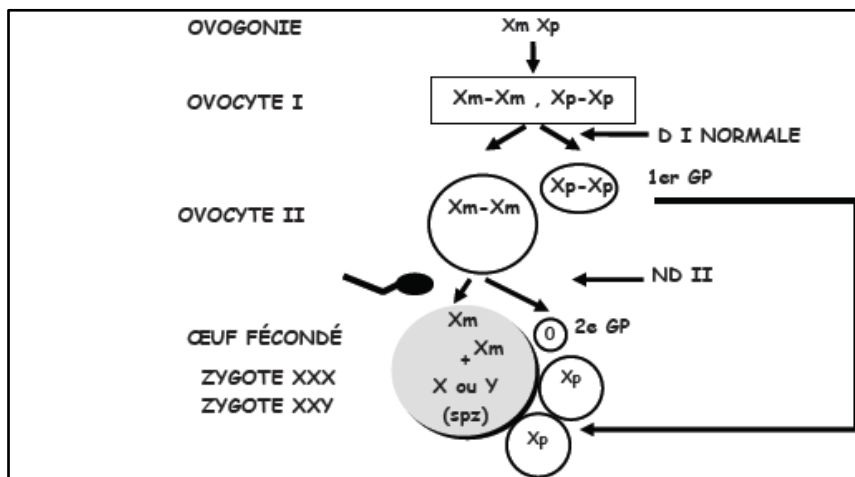 OVOGONIE
Xm Xp
OVOCYTE I
Xm-Xm , Xp-Xp
D I NORMALE
Xp-Xp
1er GP
OVOCYTE II
Xm-Xm
ND II
Xm
0
2e GP
ŒUF FÉCONDÉ
+ Xm
Xp
ZYGOTE XXX
X ou Y
ZYGOTE XXY
(spz)
Xp